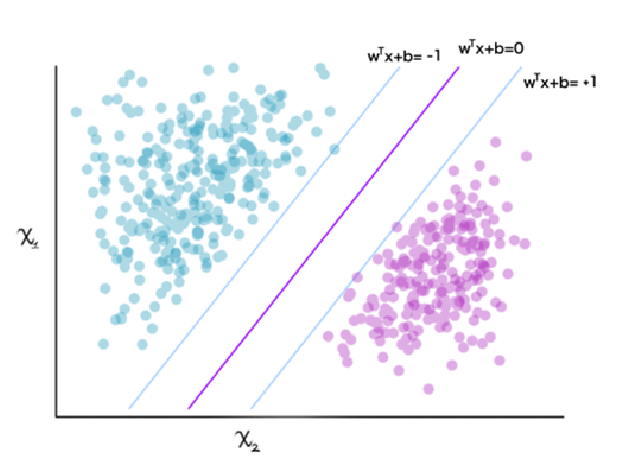 wᵀx+b= -1
wᵀx+b=0
wᵀx+b= +1
χ₁
χ₂